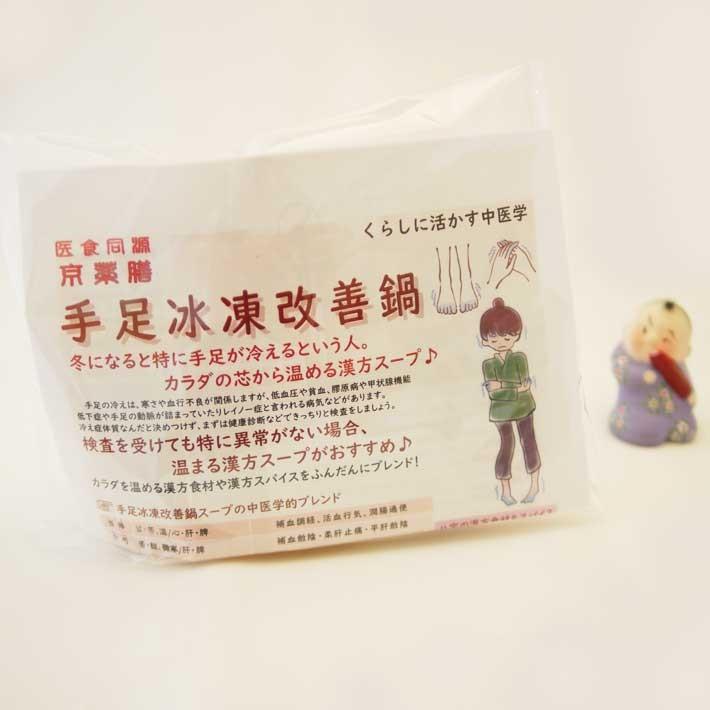 くらしに活かす中医学
医食同源
京薬膳
手足冰凍改善鍋
冬になると特に手足が冷えるという人。
カラダの芯から温める漢方スープ♪
手足の冷えは、寒さや血行不良が関係しますが、低血圧や貧血、膠原病や甲状腺機能
低下症や手足の動脈が詰まっていたりレイノー症と言われる病気などがあります。
冷え症体質なんだと決めつけず、まずは健康診断などできっちりと検査をしましょう。
検査を受けても特に異常がない場合、
温まる漢方スープがおすすめ♪
カラダを温める漢方食材や漢方スパイスをふんだんにブレンド!
手足冰凍改善鍋スープの中医学的ブレンド
温/心・肝・脾 補血調経、活血行気、潤腸通便
微寒/肝・脾 補血斂陰・柔肝止痛・平肝斂陰